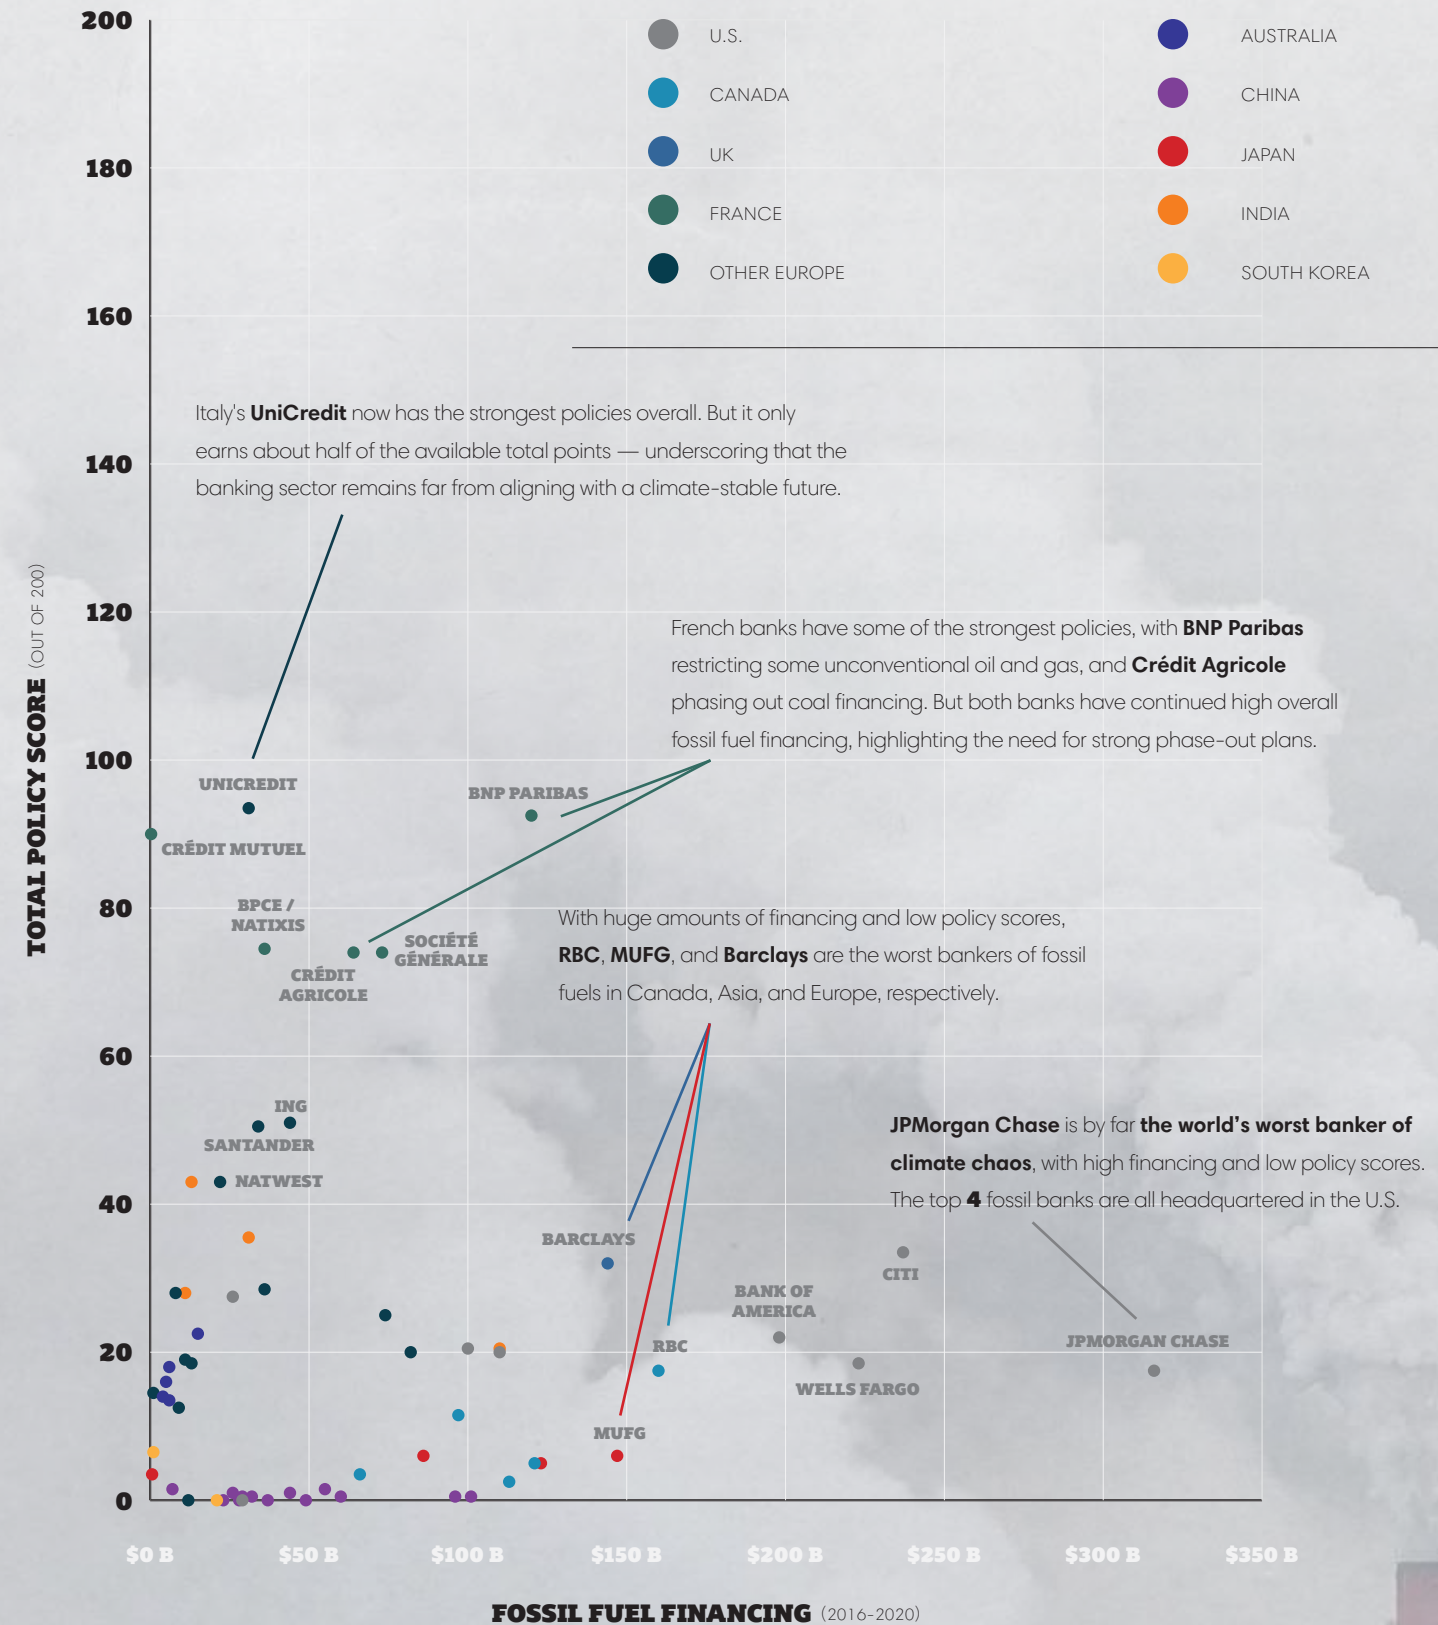 U.S.
CANADA
UK
FRANCE
OTHER EUROPE
AUSTRALIA
CHINA
JAPAN
INDIA
SOUTH KOREA
TOTAL POLICY SCORE (OUT OF 200)
200
180
160
140
120
100
80
60
40
20
0
Italy's UniCredit now has the strongest policies overall. But it only
earns about half of the available total points — underscoring that the
banking sector remains far from aligning with a climate-stable future.
French banks have some of the strongest policies, with BNP Paribas
restricting some unconventional oil and gas, and Crédit Agricole
phasing out coal financing. But both banks have continued high overall
fossil fuel financing, highlighting the need for strong phase-out plans.
UNICREDIT
BNP PARIBAS
CRÉDIT MUTUEL
BPCE /
NATIXIS
CRÉDIT
AGRICOLE
SOCIÉTÉ
GÉNÉRALE
With huge amounts of financing and low policy scores,
RBC, MUFG, and Barclays are the worst bankers of fossil
fuels in Canada, Asia, and Europe, respectively.
ING
SANTANDER
NATWEST
JPMorgan Chase is by far the world's worst banker of
climate chaos, with high financing and low policy scores.
The top 4 fossil banks are all headquartered in the U.S.
BARCLAYS
CITI
BANK OF
AMERICA
RBC
JPMORGAN CHASE
WELLS FARGO
MUFG
$0 B
$50 B
$100 B
$150 B
$200 B
$250 B
$300 B
$350 B
FOSSIL FUEL FINANCING (2016-2020)